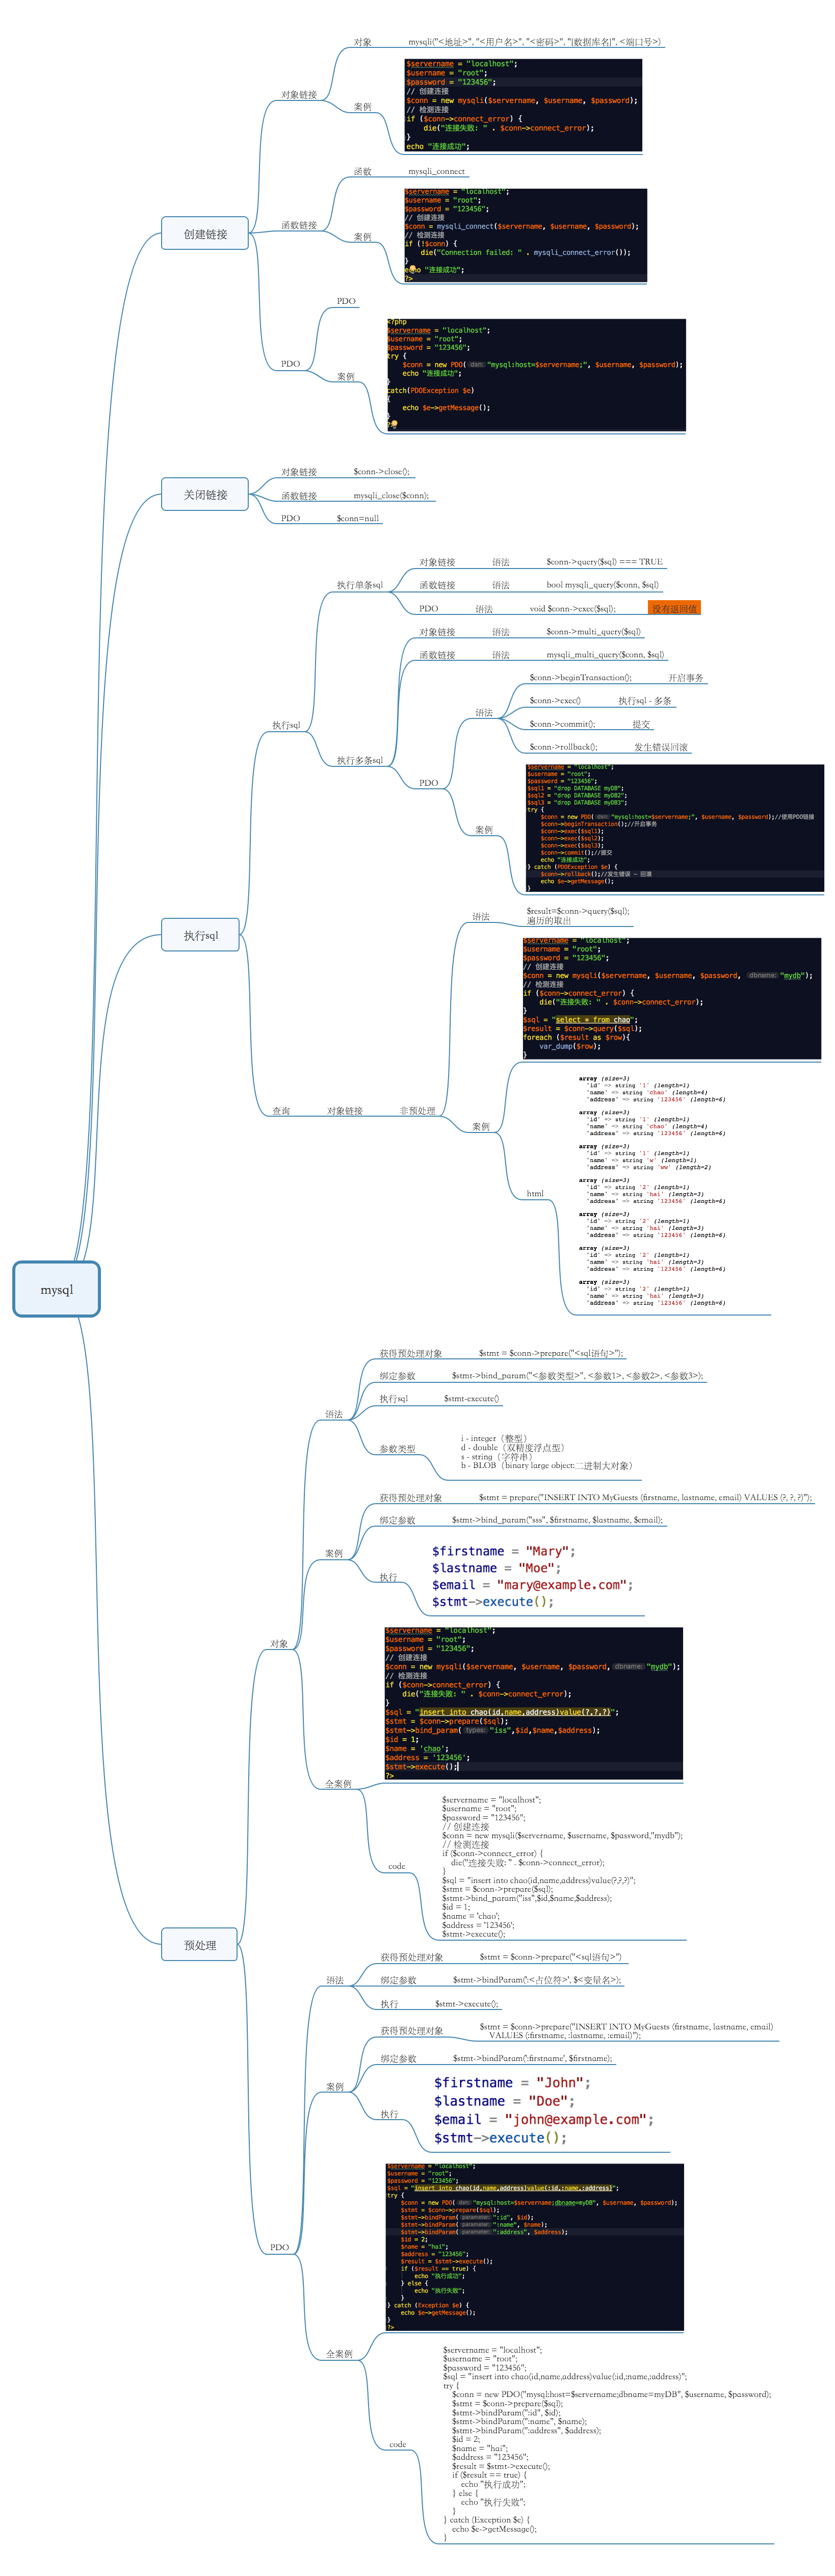 对象
mysqli("<地址>", "<用户名>", "<密码>", "[数据库名]", <端口号>)
对象链接
案例
$servername = "localhost";
$username = "root";
$password = "123456";
// 创建连接
$conn = new mysqli($servername, $username, $password);
// 检测连接
if ($conn->connect_error) {
die("连接失败: " . $conn->connect_error);
}
echo "连接成功";
创建链接
函数
mysqli_connect
函数链接
案例
$servername = "localhost";
$username = "root";
$password = "123456";
// 创建连接
$conn = mysqli_connect($servername, $username, $password);
// 检测连接
if (!$conn) {
die("Connection failed: " . mysqli_connect_error());
}
echo "连接成功";
?>
PDO
PDO
案例
<?php
$servername = "localhost";
$username = "root";
$password = "123456";
try {
$conn = new PDO( dsn: "mysql:host=$servername;", $username, $password);
echo "连接成功";
}
catch(PDOException $e)
{
echo $e->getMessage();
}
?>
关闭链接
对象链接 $conn->close();
函数链接 mysqli_close($conn);
PDO $conn=null
执行sql
执行sql
执行单条sql
对象链接 语法 $conn->query($sql) === TRUE
函数链接 语法 bool mysqli_query($conn, $sql)
PDO 语法 void $conn->exec($sql); 没有返回值
执行多条sql
对象链接 语法 $conn->multi_query($sql)
函数链接 语法 mysqli_multi_query($conn, $sql)
PDO
语法
$conn->beginTransaction(); 开启事务
$conn->exec() 执行sql - 多条
$conn->commit(); 提交
$conn->rollback(); 发生错误回滚
案例
$servername = "localhost";
$username = "root";
$password = "123456";
$sql1 = "drop DATABASE myDB";
$sql2 = "drop DATABASE myDB2";
$sql3 = "drop DATABASE myDB3";
try {
$conn = new PDO( dsn: "mysql:host=$servername;", $username, $password);//使用PDO链接
$conn->beginTransaction();//开启事务
$conn->exec($sql1);
$conn->exec($sql2);
$conn->exec($sql3);
$conn->commit();//提交
echo "连接成功";
} catch (PDOException $e) {
$conn->rollback();//发生错误 – 回滚
echo $e->getMessage();
}
查询 对象链接 非预处理
语法
$result=$conn->query($sql);
遍历的取出
案例
$servername = "localhost";
$username = "root";
$password = "123456";
// 创建连接
$conn = new mysqli($servername, $username, $password, dbname: "mydb");
// 检测连接
if ($conn->connect_error) {
die("连接失败: " . $conn->connect_error);
}
$sql = "select * from chao";
$result = $conn->query($sql);
foreach ($result as $row){
var_dump($row);
}
html
array (size=3)
'id' => string '1' (length=1)
'name' => string 'chao' (length=4)
'address' => string '123456' (length=6)
array (size=3)
'id' => string '1' (length=1)
'name' => string 'chao' (length=4)
'address' => string '123456' (length=6)
array (size=3)
'id' => string '1' (length=1)
'name' => string 'w' (length=1)
'address' => string 'ww' (length=2)
array (size=3)
'id' => string '2' (length=1)
'name' => string 'hai' (length=3)
'address' => string '123456' (length=6)
array (size=3)
'id' => string '2' (length=1)
'name' => string 'hai' (length=3)
'address' => string '123456' (length=6)
array (size=3)
'id' => string '2' (length=1)
'name' => string 'hai' (length=3)
'address' => string '123456' (length=6)
array (size=3)
'id' => string '2' (length=1)
'name' => string 'hai' (length=3)
'address' => string '123456' (length=6)
mysql
预处理
对象
语法
获得预处理对象 $stmt = $conn->prepare("<sql语句>");
绑定参数 $stmt->bind_param("<参数类型>", <参数1>, <参数2>, <参数3>);
执行sql $stmt-execute()
参数类型
i - integer（整型）
d - double（双精度浮点型）
s - string（字符串）
b - BLOB（binary large object:二进制大对象）
案例
获得预处理对象 $stmt = prepare("INSERT INTO MyGuests (firstname, lastname, email) VALUES (?, ?, ?)");
绑定参数 $stmt->bind_param("sss", $firstname, $lastname, $email);
执行
$firstname = "Mary";
$lastname = "Moe";
$email = "mary@example.com";
$stmt->execute();
全案例
$servername = "localhost";
$username = "root";
$password = "123456";
// 创建连接
$conn = new mysqli($servername, $username, $password, dbname: "mydb");
// 检测连接
if ($conn->connect_error) {
die("连接失败: " . $conn->connect_error);
}
$sql = "insert into chao(id,name,address)value(?,?,?)";
$stmt = $conn->prepare($sql);
$stmt->bind_param( types: "iss",$id,$name,$address);
$id = 1;
$name = 'chao';
$address = '123456';
$stmt->execute();
?>
code
$servername = "localhost";
$username = "root";
$password = "123456";
// 创建连接
$conn = new mysqli($servername, $username, $password,"mydb");
// 检测连接
if ($conn->connect_error) {
die("连接失败: " . $conn->connect_error);
}
$sql = "insert into chao(id,name,address)value(?,?,?)";
$stmt = $conn->prepare($sql);
$stmt->bind_param("iss",$id,$name,$address);
$id = 1;
$name = 'chao';
$address = '123456';
$stmt->execute();
PDO
语法
获得预处理对象 $stmt = $conn->prepare("<sql语句>")
绑定参数 $stmt->bindParam(':<占位符>', $<变量名>);
执行 $stmt->execute();
案例
获得预处理对象
$stmt = $conn->prepare("INSERT INTO MyGuests (firstname, lastname, email)
VALUES (:firstname, :lastname, :email)");
绑定参数 $stmt->bindParam(':firstname', $firstname);
执行
$firstname = "John";
$lastname = "Doe";
$email = "john@example.com";
$stmt->execute();
全案例
$servername = "localhost";
$username = "root";
$password = "123456";
$sql = "insert into chao(id,name,address)value(:id,:name,:address)";
try {
$conn = new PDO( dsn: "mysql:host=$servername;dbname=myDB", $username, $password);
$stmt = $conn->prepare($sql);
$stmt->bindParam( parameter: ":id", $id);
$stmt->bindParam( parameter: ":name", $name);
$stmt->bindParam( parameter: ":address", $address);
$id = 2;
$name = "hai";
$address = "123456";
$result = $stmt->execute();
if ($result == true) {
echo "执行成功";
} else {
echo "执行失败";
}
} catch (Exception $e) {
echo $e->getMessage();
}
?>
code
$servername = "localhost";
$username = "root";
$password = "123456";
$sql = "insert into chao(id,name,address)value(:id,:name,:address)";
try {
$conn = new PDO("mysql:host=$servername;dbname=myDB", $username, $password);
$stmt = $conn->prepare($sql);
$stmt->bindParam(":id", $id);
$stmt->bindParam(":name", $name);
$stmt->bindParam(":address", $address);
$id = 2;
$name = "hai";
$address = "123456";
$result = $stmt->execute();
if ($result == true) {
echo "执行成功";
} else {
echo "执行失败";
}
} catch (Exception $e) {
echo $e->getMessage();
}